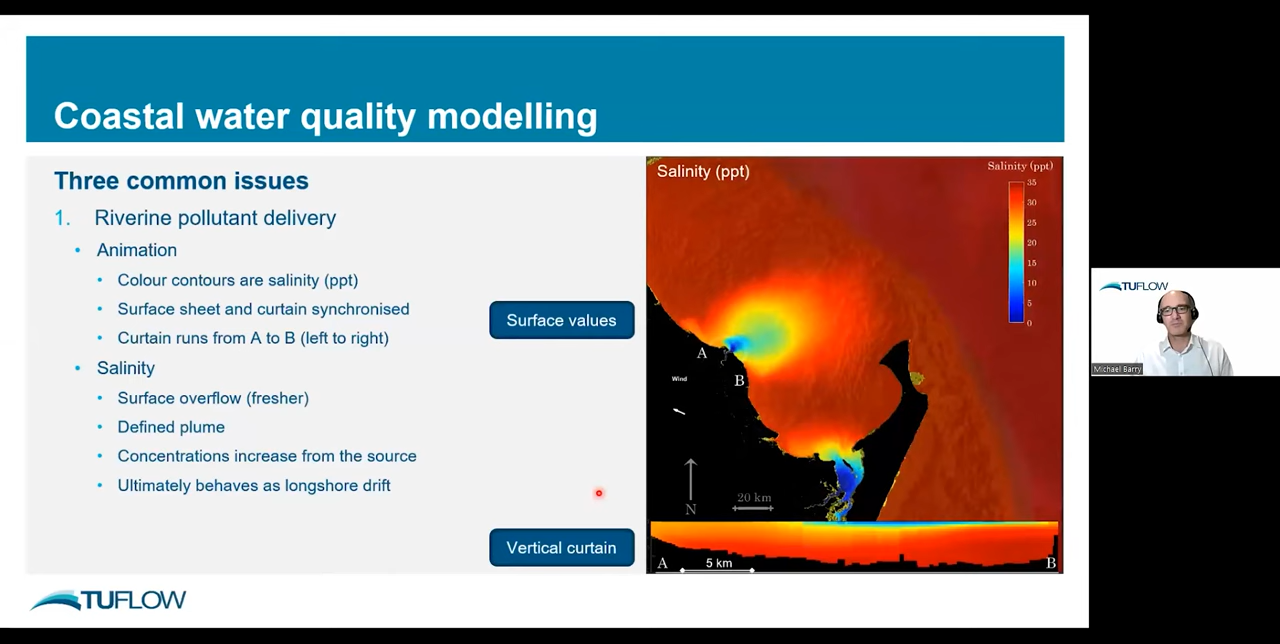 Coastal water quality modelling
Three common issues
1. Riverine pollutant delivery
• Animation
• Colour contours are salinity (ppt)
• Surface sheet and curtain synchronised
• Curtain runs from A to B (left to right)
• Salinity
• Surface overflow (fresher)
• Defined plume
• Concentrations increase from the source
• Ultimately behaves as longshore drift
Surface values
Vertical curtain
Salinity (ppt)
Salinity (ppt)
35
30
25
20
15
10
5
0
A
B
Wind
N
20 km
A
5 km
B
TUFLOW
TUFLOW
Michael Barry